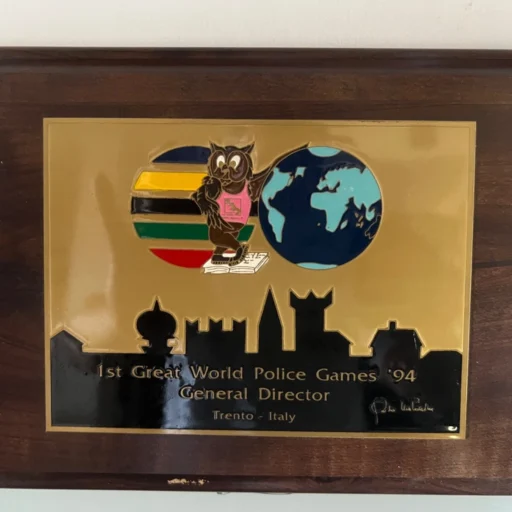 1st Great World Police Games '94
General Director
Trento - Italy